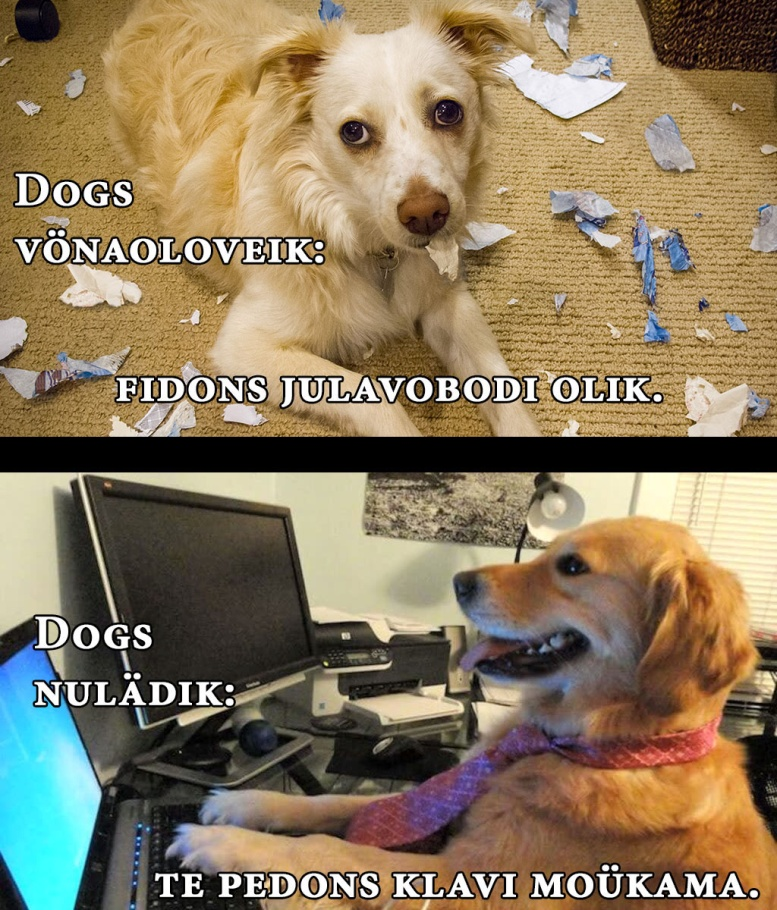 Dogs
vönaoloveik:
fidons julavobodi olik.
Dogs
nulädik:
te pedons klavi moükama.